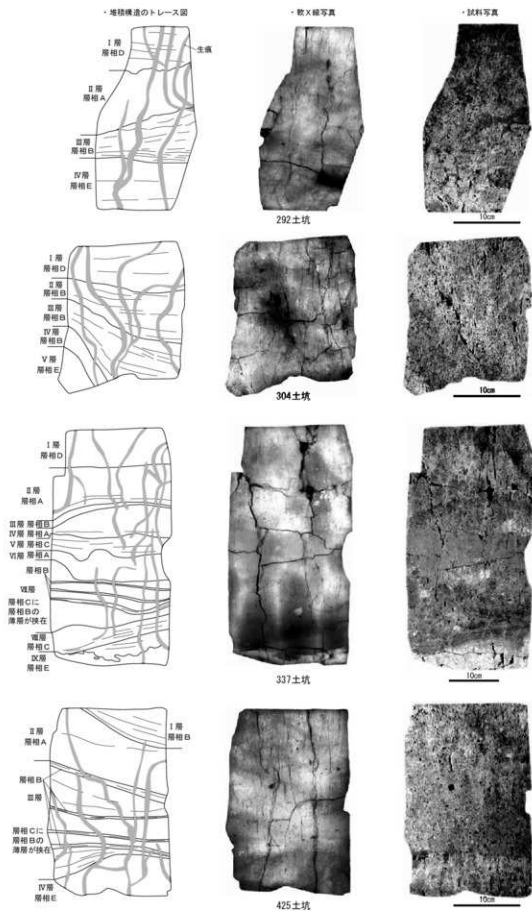 ・堆積構造のトレース図
・軟X線写真
・試料写真
Ⅰ層
層相D
生痕
Ⅱ層
層相A
Ⅲ層
層相B
Ⅳ層
層相E
292土坑
10cm
Ⅰ層
層相D
Ⅱ層
層相B
Ⅲ層
層相B
Ⅳ層
層相B
Ⅴ層
層相E
304土坑
10cm
Ⅰ層
層相D
Ⅱ層
層相A
Ⅲ層 層相B
Ⅳ層 層相A
Ⅴ層 層相C
Ⅵ層 層相A
層相B
Ⅶ層
層相Cに
層相Bの
薄層が挟在
Ⅷ層
層相C
Ⅸ層
層相E
337土坑
10cm
Ⅱ層
層相A
Ⅰ層
層相B
層相B
Ⅲ層
層相Cに
層相Bの
薄層が挟在
Ⅳ層
層相E
425土坑
10cm